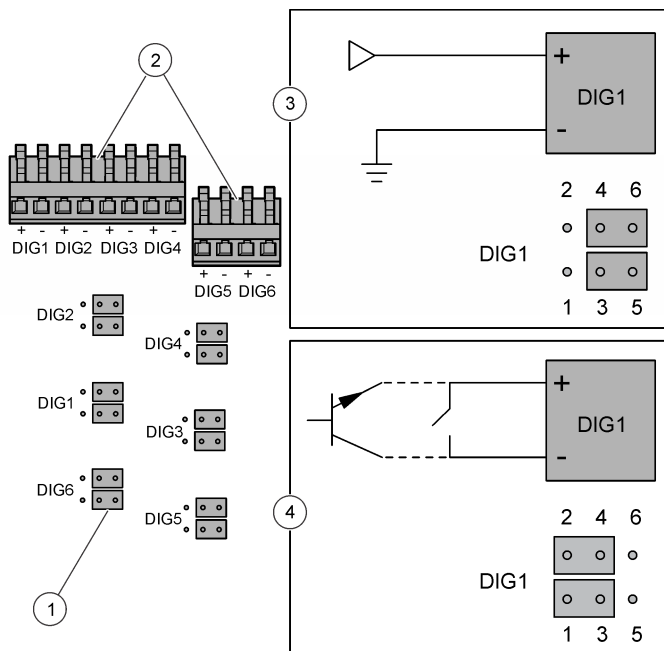 2
+ - + - + - + -
DIG1 DIG2 DIG3 DIG4
+ - + -
DIG5 DIG6
DIG2
DIG4
DIG1
DIG3
DIG6
DIG5
1
3
+
DIG1
-
2 4 6
DIG1
1 3 5
4
+
DIG1
-
2 4 6
DIG1
1 3 5